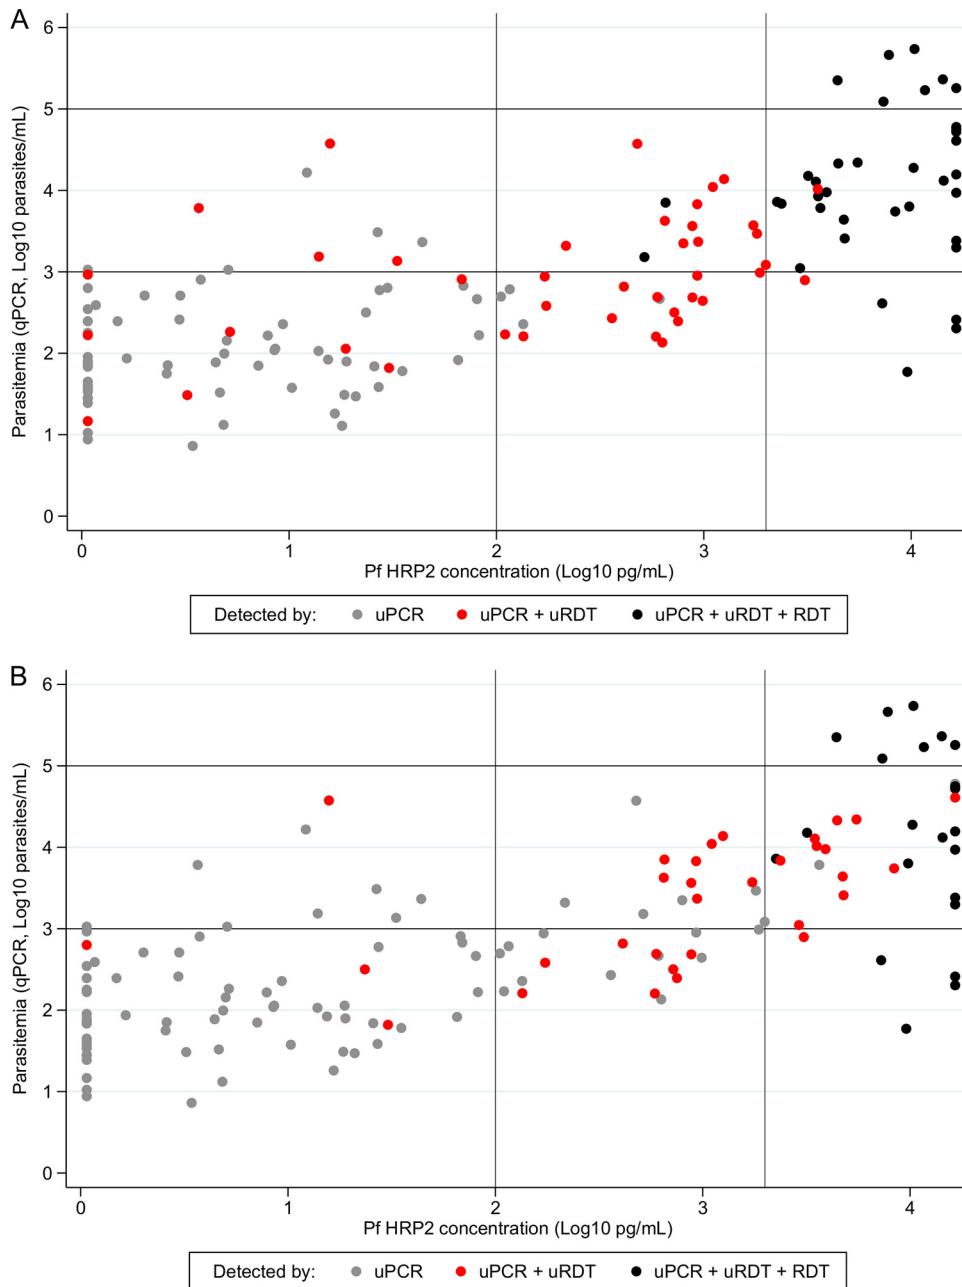 A
6
5
4
3
2
1
0
Parasitemia (qPCR, Log10 parasites/mL)
0 1 2 3 4
Pf HRP2 concentration (Log10 pg/mL)
Detected by: uPCR uPCR + uRDT uPCR + uRDT + RDT
B
6
5
4
3
2
1
0
Parasitemia (qPCR, Log10 parasites/mL)
0 1 2 3 4
Pf HRP2 concentration (Log10 pg/mL)
Detected by: uPCR uPCR + uRDT uPCR + uRDT + RDT